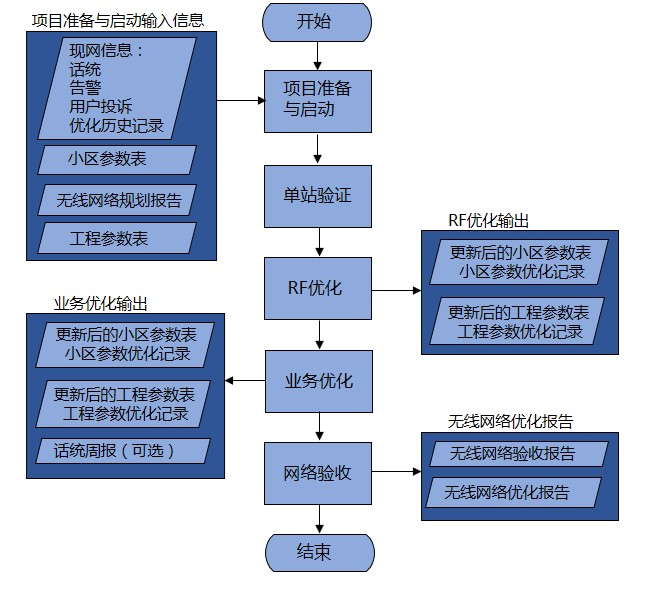 项目准备与启动输入信息
现网信息：
话统
告警
用户投诉
优化历史记录
小区参数表
无线网络规划报告
工程参数表
开始
项目准备
与启动
单站验证
RF优化
RF优化输出
更新后的小区参数表
小区参数优化记录
更新后的工程参数表
工程参数优化记录
业务优化
业务优化输出
更新后的小区参数表
小区参数优化记录
更新后的工程参数表
工程参数优化记录
话统周报（可选）
网络验收
无线网络优化报告
无线网络验收报告
无线网络优化报告
结束